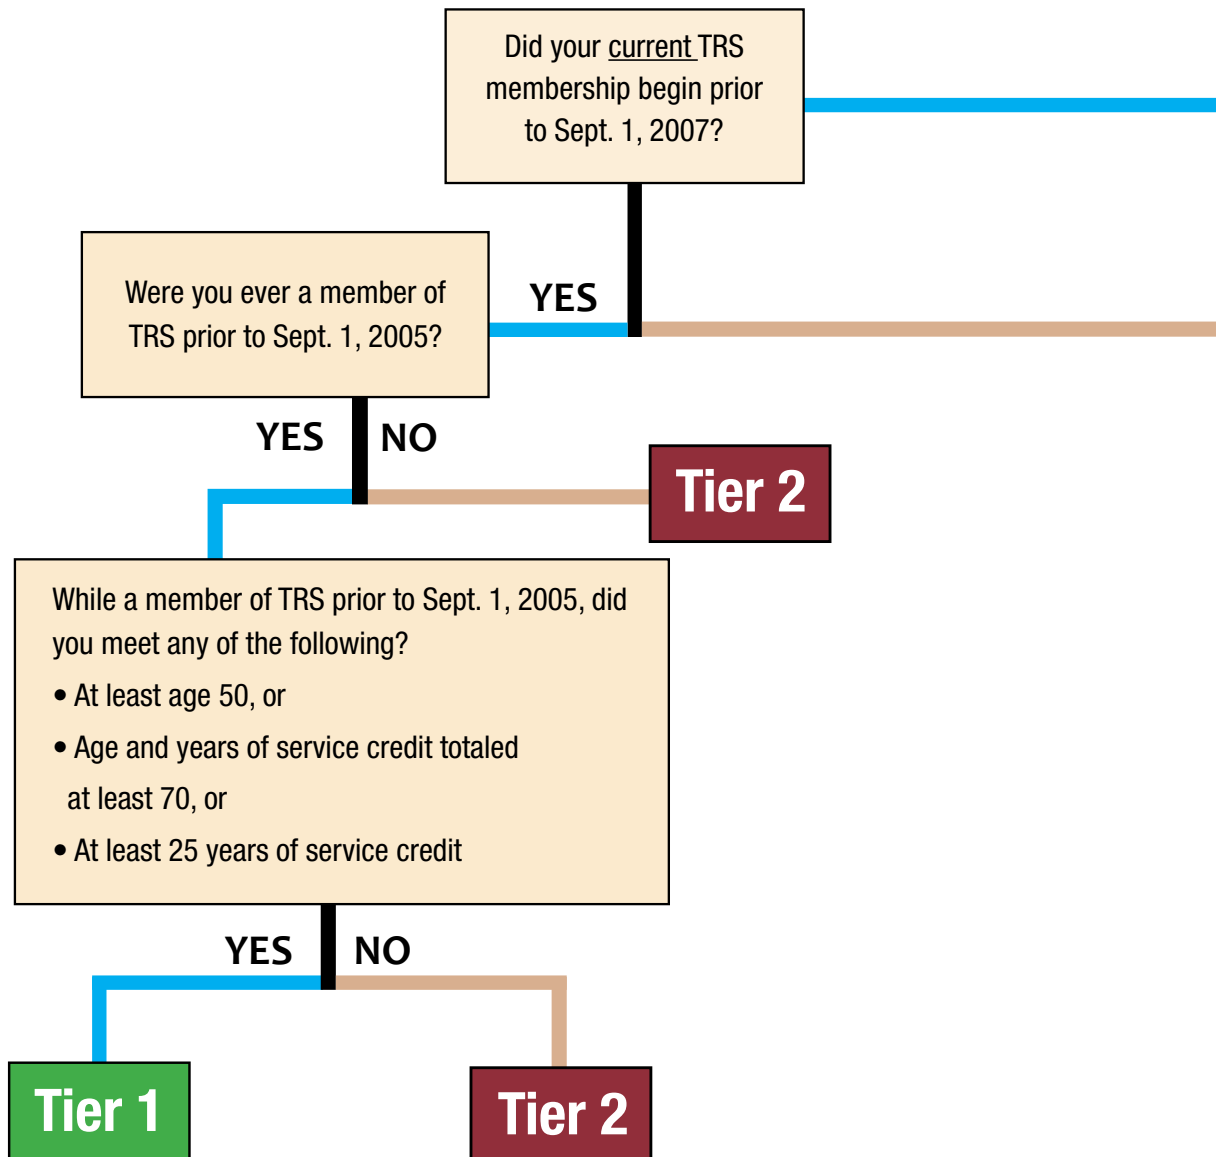 Did your current TRS
membership begin prior
to Sept. 1, 2007?
Were you ever a member of
TRS prior to Sept. 1, 2005?
YES
YES
NO
Tier 2
While a member of TRS prior to Sept. 1, 2005, did
you meet any of the following?
• At least age 50, or
• Age and years of service credit totaled
at least 70, or
• At least 25 years of service credit
YES
NO
Tier 1
Tier 2